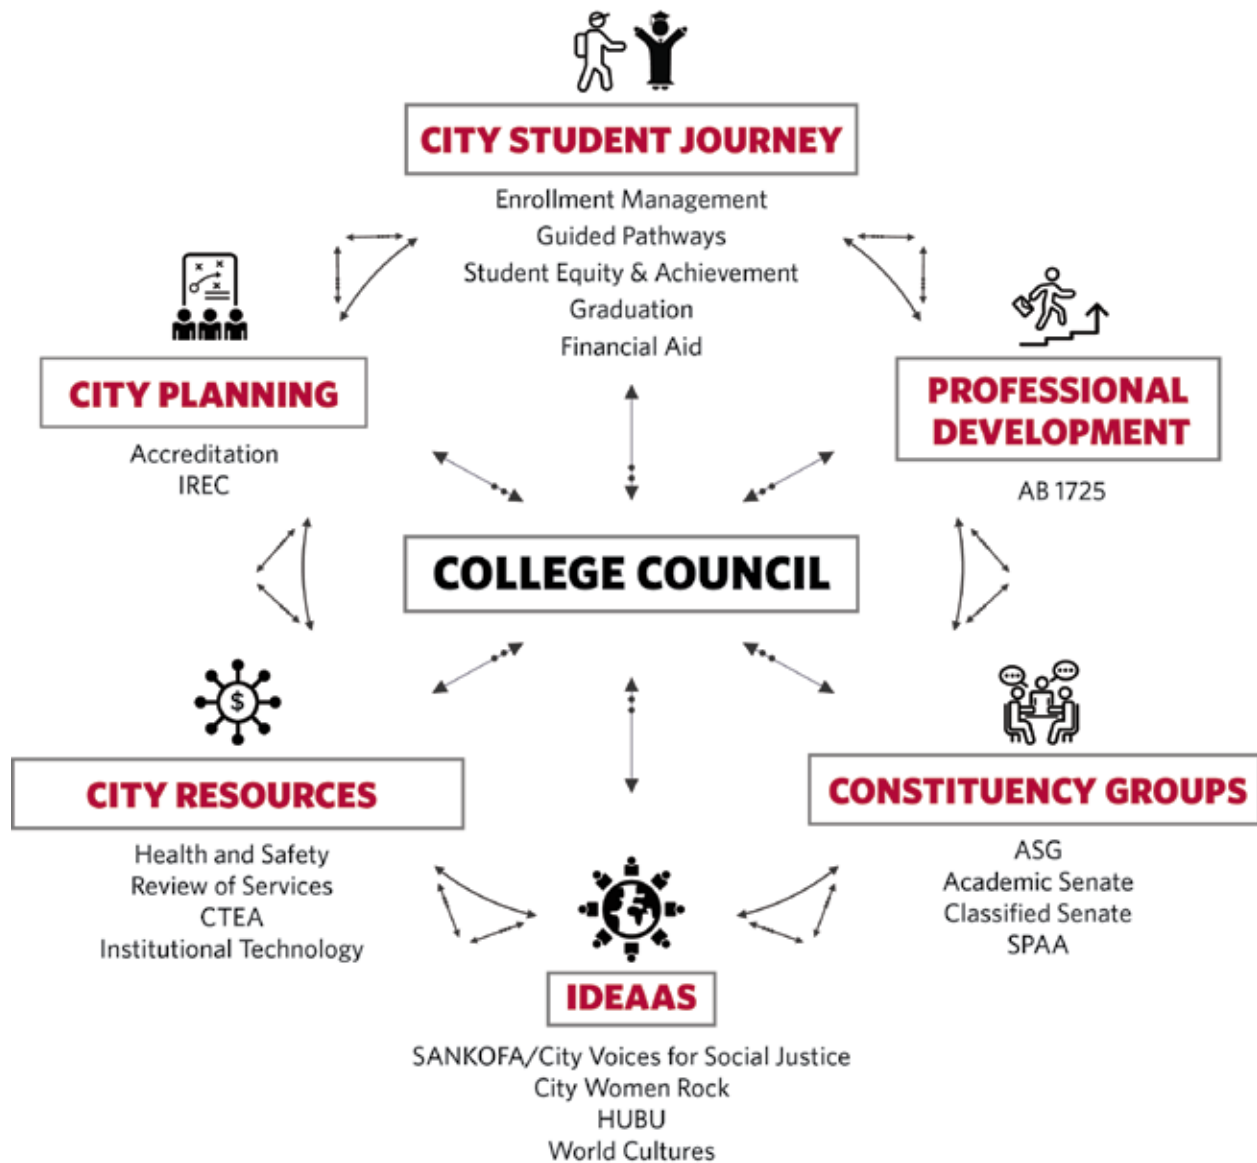 CITY STUDENT JOURNEY
Enrollment Management
Guided Pathways
Student Equity & Achievement
Graduation
Financial Aid
CITY PLANNING
Accreditation
IREC
PROFESSIONAL
DEVELOPMENT
AB 1725
COLLEGE COUNCIL
$
CITY RESOURCES
Health and Safety
Review of Services
CTEA
Institutional Technology
CONSTITUENCY GROUPS
ASG
Academic Senate
Classified Senate
SPAA
IDEAAS
SANKOFA/City Voices for Social Justice
City Women Rock
HUBU
World Cultures